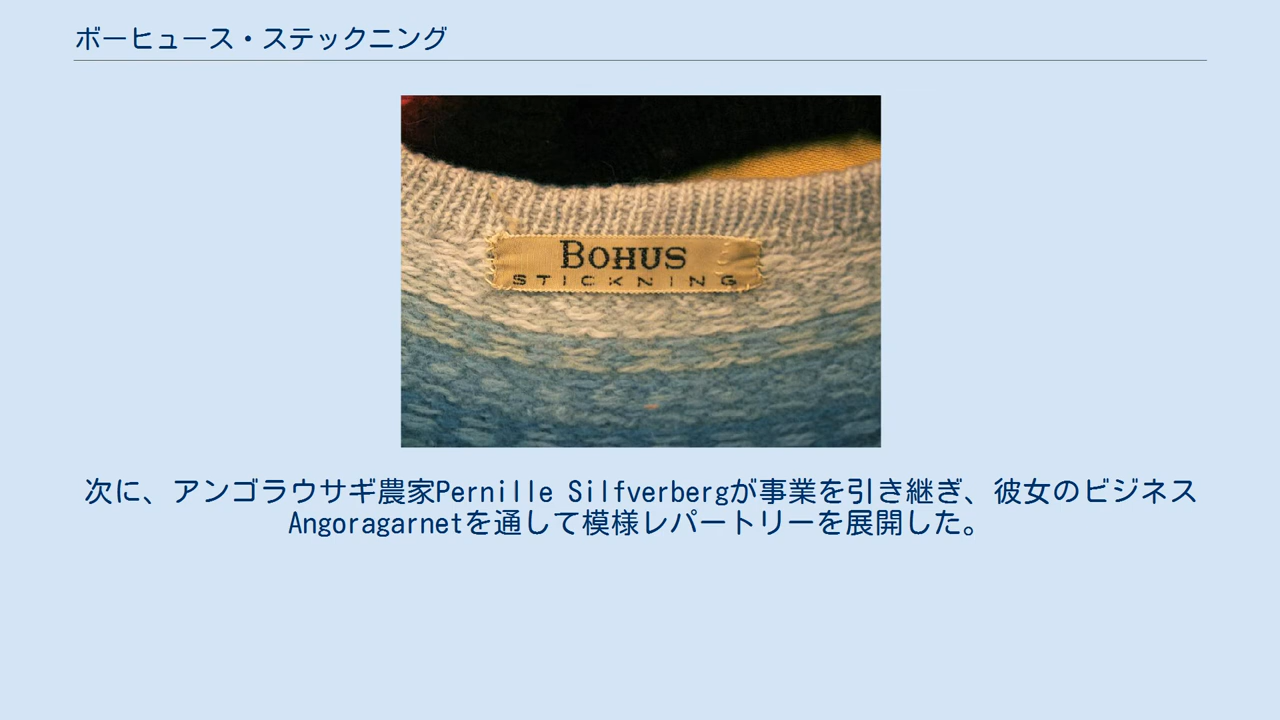 ボーヒュース・ステックニング
BOHUS
STICKNING
次に、アンゴラウサギ農家Pernille Silfverbergが事業を引き継ぎ、彼女のビジネス
Angoragarnetを通して模様レパートリーを展開した。